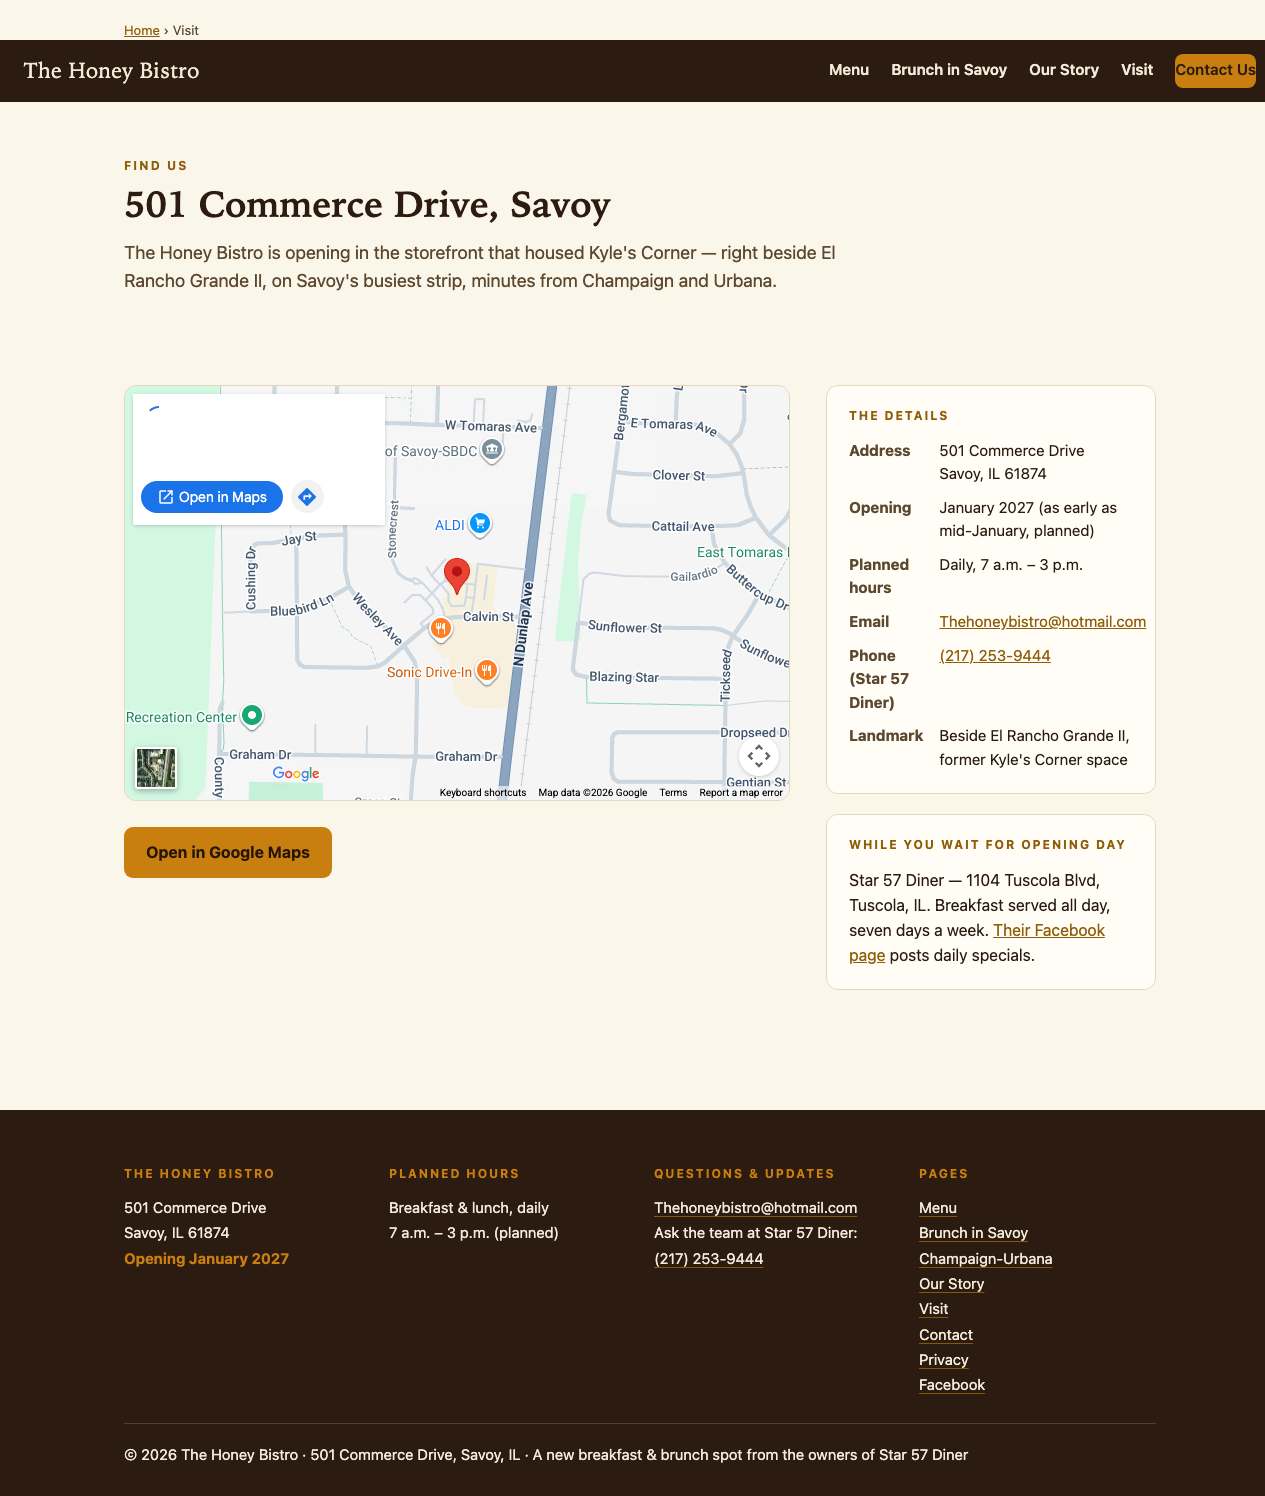 Home › Visit
The Honey Bistro
Menu
Brunch in Savoy
Our Story
Visit
Contact Us
FIND US
501 Commerce Drive, Savoy
The Honey Bistro is opening in the storefront that housed Kyle's Corner — right beside El
Rancho Grande II, on Savoy's busiest strip, minutes from Champaign and Urbana.
Open in Maps
W Tomaras Ave
of Savoy-SBDC
Bergamot
E Tomaras Ave
Clover St
Cattail Ave
East Tomaras
Gailardio
Buttercup Dr
ALDI
Stonecrest
Jay St
Cushing Dr
Bluebird Ln
Wesley Ave
Calvin St
N Dunlap Ave
Sunflower St
Sunflower
Blazing Star
Tickseed
Sonic Drive-In
Recreation Center
Graham Dr
Graham Dr
County
Dropseed D
Gentian St
Google
Keyboard shortcuts
Map data ©2026 Google
Terms
Report a map error
Open in Google Maps
THE DETAILS
Address
501 Commerce Drive
Savoy, IL 61874
Opening
January 2027 (as early as
mid-January, planned)
Planned
hours
Daily, 7 a.m. – 3 p.m.
Email
Thehoneybistro@hotmail.com
Phone
(Star 57
Diner)
(217) 253-9444
Landmark
Beside El Rancho Grande II,
former Kyle's Corner space
WHILE YOU WAIT FOR OPENING DAY
Star 57 Diner — 1104 Tuscola Blvd,
Tuscola, IL. Breakfast served all day,
seven days a week. Their Facebook
page posts daily specials.
THE HONEY BISTRO
501 Commerce Drive
Savoy, IL 61874
Opening January 2027
PLANNED HOURS
Breakfast & lunch, daily
7 a.m. – 3 p.m. (planned)
QUESTIONS & UPDATES
Thehoneybistro@hotmail.com
Ask the team at Star 57 Diner:
(217) 253-9444
PAGES
Menu
Brunch in Savoy
Champaign-Urbana
Our Story
Visit
Contact
Privacy
Facebook
© 2026 The Honey Bistro · 501 Commerce Drive, Savoy, IL · A new breakfast & brunch spot from the owners of Star 57 Diner